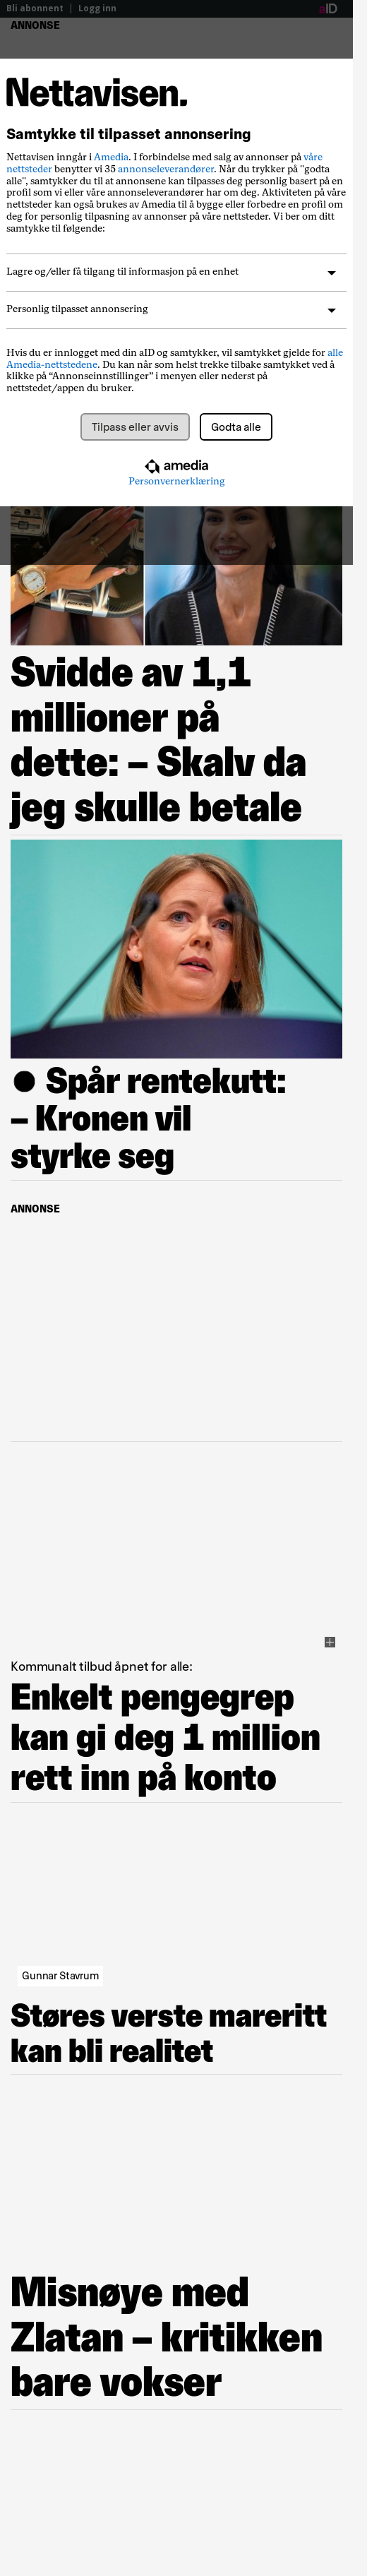 Bli abonnent | Logg inn
aID
ANNONSE
Nettavisen.
Samtykke til tilpasset annonsering
Nettavisen inngår i Amedia. I forbindelse med salg av annonser på våre
nettsteder benytter vi 35 annonseleverandører. Når du trykker på "godta
alle", samtykker du til at annonsene kan tilpasses deg personlig basert på en
profil som vi eller våre annonseleverandører har om deg. Aktiviteten på våre
nettsteder kan også brukes av Amedia til å bygge eller forbedre en profil om
deg for personlig tilpasning av annonser på våre nettsteder. Vi ber om ditt
samtykke til følgende:
Lagre og/eller få tilgang til informasjon på en enhet
Personlig tilpasset annonsering
Hvis du er innlogget med din aID og samtykker, vil samtykket gjelde for alle
Amedia-nettstedene. Du kan når som helst trekke tilbake samtykket ved å
klikke på “Annonseinnstillinger” i menyen eller nederst på
nettstedet/appen du bruker.
Tilpass eller avvis
Godta alle
amedia
Personvernerklæring
Svidde av 1,1
millioner på
dette: – Skalv da
jeg skulle betale
● Spår rentekutt:
– Kronen vil
styrke seg
ANNONSE
Kommunalt tilbud åpnet for alle:
Enkelt pengegrep
kan gi deg 1 million
rett inn på konto
Gunnar Stavrum
Støres verste mareritt
kan bli realitet
Misnøye med
Zlatan – kritikken
bare vokser